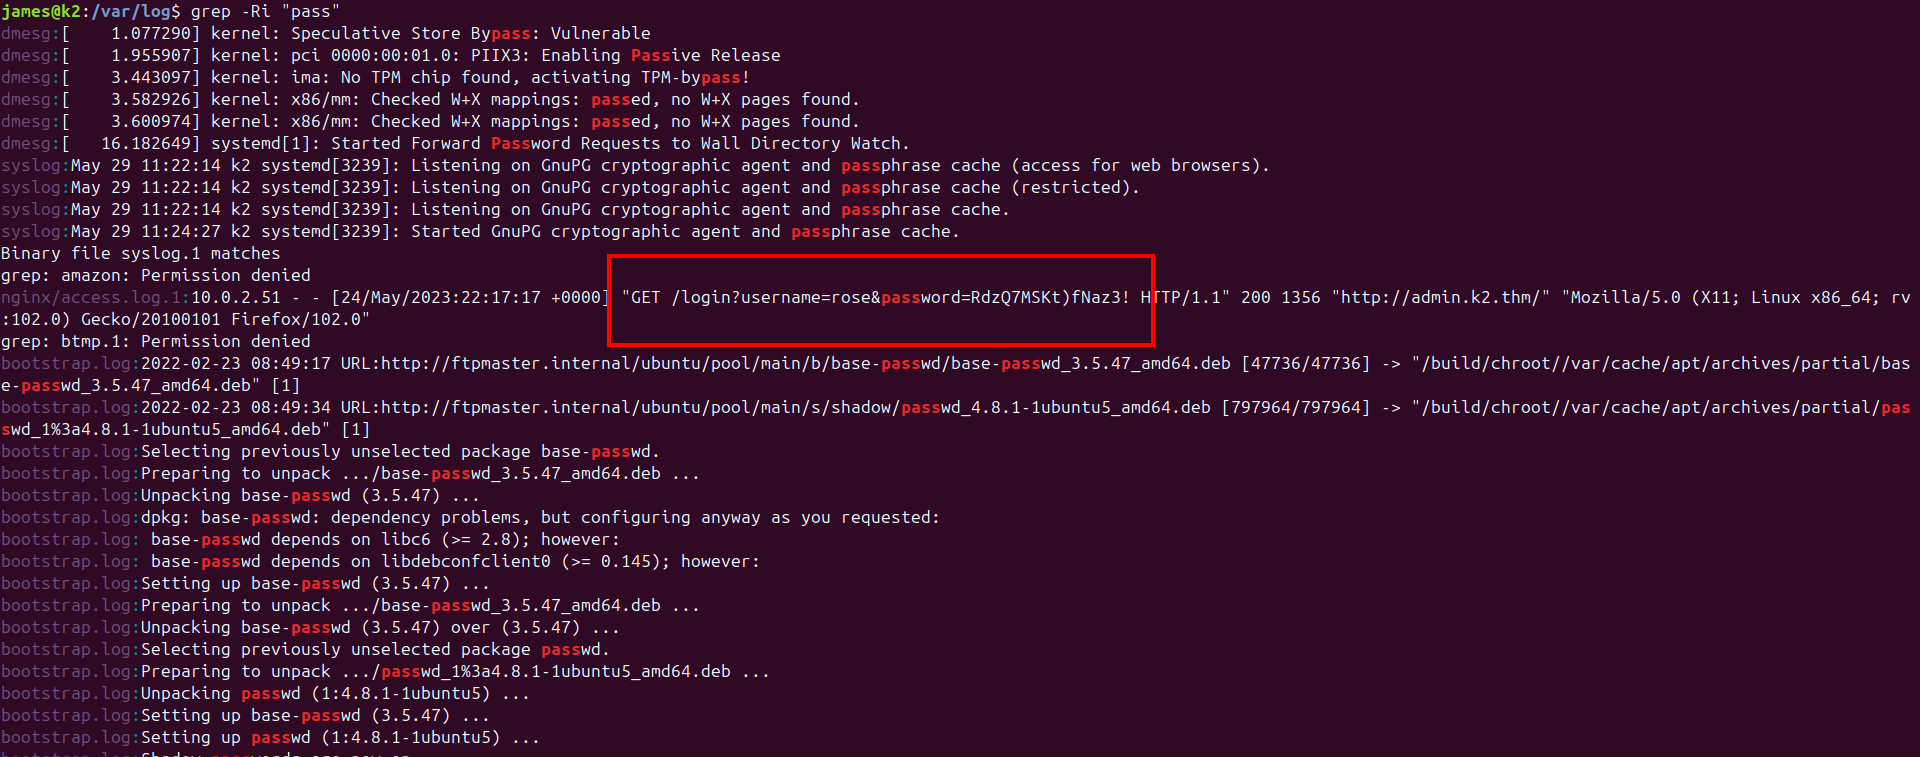 james@k2:/var/log$ grep -Ri "pass"
dmesg:[    1.077290] kernel: Speculative Store Bypass: Vulnerable
dmesg:[    1.955907] kernel: pci 0000:00:01.0: PIIX3: Enabling Passive Release
dmesg:[    3.443097] kernel: ima: No TPM chip found, activating TPM-bypass!
dmesg:[    3.582926] kernel: x86/mm: Checked W+X mappings: passed, no W+X pages found.
dmesg:[    3.600974] kernel: x86/mm: Checked W+X mappings: passed, no W+X pages found.
dmesg:[   16.182649] systemd[1]: Started Forward Password Requests to Wall Directory Watch.
syslog:May 29 11:22:14 k2 systemd[3239]: Listening on GnuPG cryptographic agent and passphrase cache (access for web browsers).
syslog:May 29 11:22:14 k2 systemd[3239]: Listening on GnuPG cryptographic agent and passphrase cache (restricted).
syslog:May 29 11:22:14 k2 systemd[3239]: Listening on GnuPG cryptographic agent and passphrase cache.
syslog:May 29 11:24:27 k2 systemd[3239]: Started GnuPG cryptographic agent and passphrase cache.
Binary file syslog.1 matches
grep: amazon: Permission denied
nginx/access.log.1:10.0.2.51 - - [24/May/2023:22:17:17 +0000] "GET /login?username=rose&password=RdzQ7MSKt)fNaz3! HTTP/1.1" 200 1356 "http://admin.k2.thm/" "Mozilla/5.0 (X11; Linux x86_64; rv
:102.0) Gecko/20100101 Firefox/102.0"
grep: btmp.1: Permission denied
bootstrap.log:2022-02-23 08:49:17 URL:http://ftpmaster.internal/ubuntu/pool/main/b/base-passwd/base-passwd_3.5.47_amd64.deb [47736/47736] -> "/build/chroot//var/cache/apt/archives/partial/bas
e-passwd_3.5.47_amd64.deb" [1]
bootstrap.log:2022-02-23 08:49:34 URL:http://ftpmaster.internal/ubuntu/pool/main/s/shadow/passwd_4.8.1-1ubuntu5_amd64.deb [797964/797964] -> "/build/chroot//var/cache/apt/archives/partial/pas
swd_1%3a4.8.1-1ubuntu5_amd64.deb" [1]
bootstrap.log:Selecting previously unselected package base-passwd.
bootstrap.log:Preparing to unpack .../base-passwd_3.5.47_amd64.deb ...
bootstrap.log:Unpacking base-passwd (3.5.47) ...
bootstrap.log:dpkg: base-passwd: dependency problems, but configuring anyway as you requested:
bootstrap.log: base-passwd depends on libc6 (>= 2.8); however:
bootstrap.log: base-passwd depends on libdebconfclient0 (>= 0.145); however:
bootstrap.log:Setting up base-passwd (3.5.47) ...
bootstrap.log:Preparing to unpack .../base-passwd_3.5.47_amd64.deb ...
bootstrap.log:Unpacking base-passwd (3.5.47) over (3.5.47) ...
bootstrap.log:Selecting previously unselected package passwd.
bootstrap.log:Preparing to unpack .../passwd_1%3a4.8.1-1ubuntu5_amd64.deb ...
bootstrap.log:Unpacking passwd (1:4.8.1-1ubuntu5) ...
bootstrap.log:Setting up base-passwd (3.5.47) ...
bootstrap.log:Setting up passwd (1:4.8.1-1ubuntu5) ...